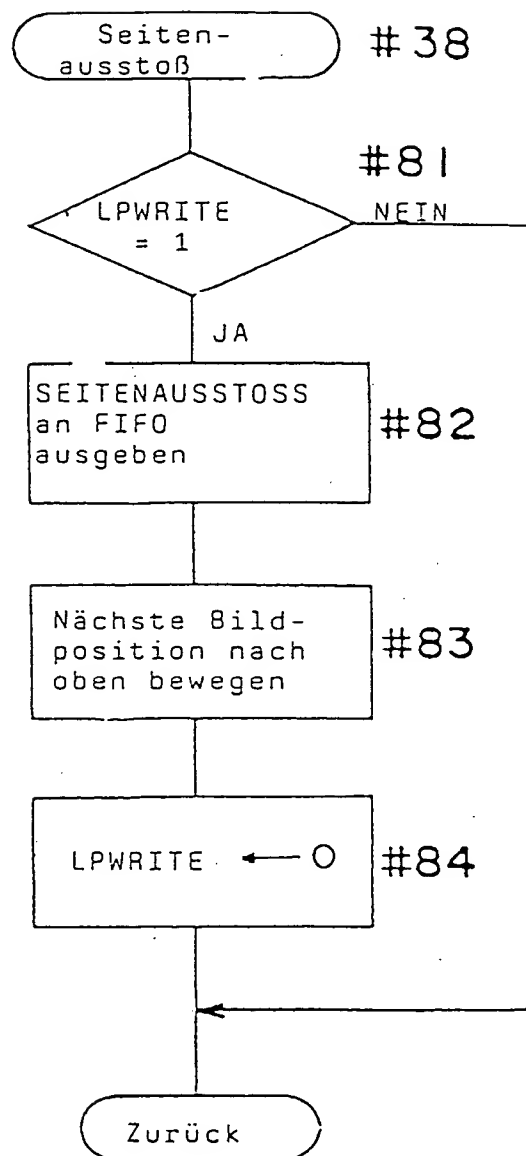 Seiten-
ausstoß
#38
#81
LPWRITE
= 1
NEIN
JA
SEITENAUSSTOSS
an FIFO
ausgeben
#82
Nächste Bild-
position nach
oben bewegen
#83
LPWRITE ← 0
#84
Zurück